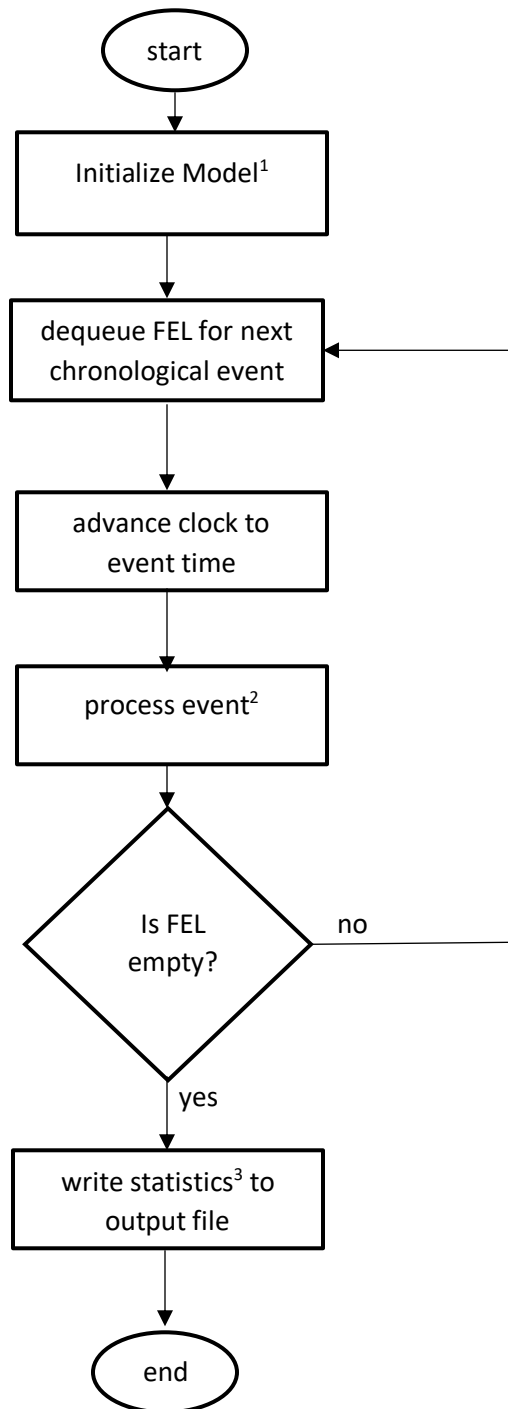 start
Initialize Model¹
dequeue FEL for next
chronological event
advance clock to
event time
process event²
Is FEL
empty?
no
yes
write statistics³ to
output file
end